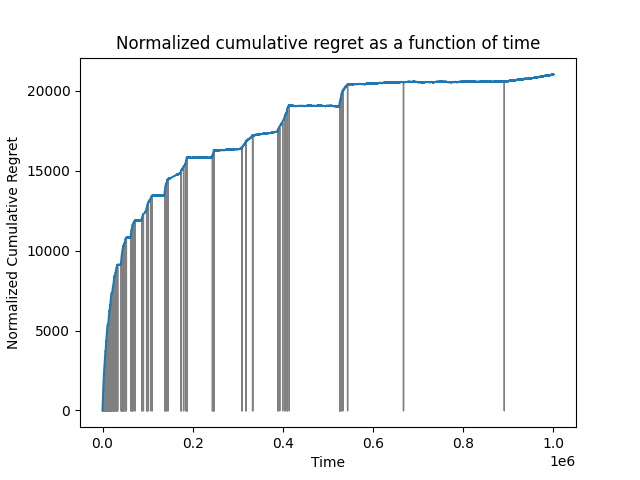 Normalized cumulative regret as a function of time
Normalized Cumulative Regret
20000
15000
10000
5000
0
0.0 0.2 0.4 0.6 0.8 1.0
1e6
Time